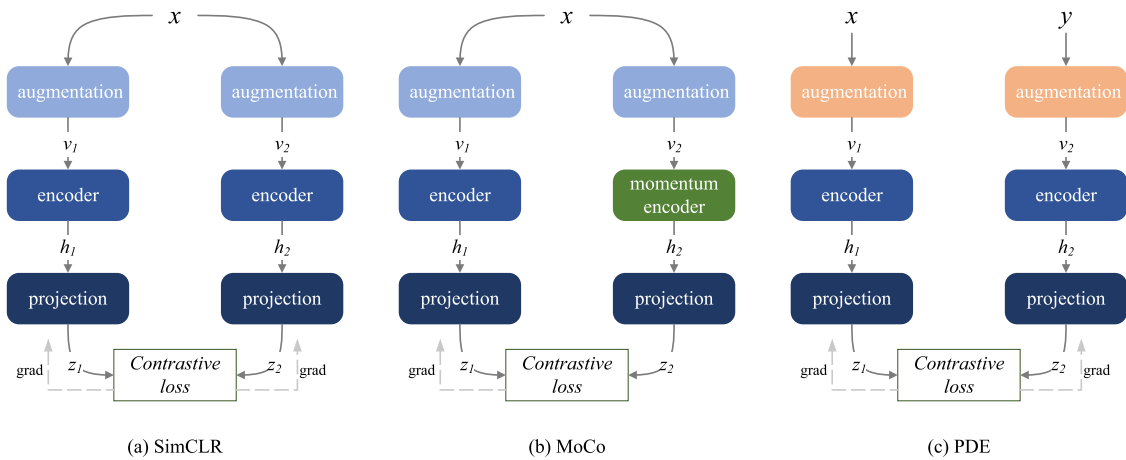 x x x y
augmentation augmentation augmentation augmentation augmentation augmentation
v1 v2 v1 v2 v1 v2
encoder encoder encoder momentum encoder encoder encoder
h1 h2 h1 h2 h1 h2
projection projection projection projection projection projection
grad z1 Contrastive loss z2 grad grad z1 Contrastive loss z2 grad z1 Contrastive loss z2 grad
(a) SimCLR (b) MoCo (c) PDE